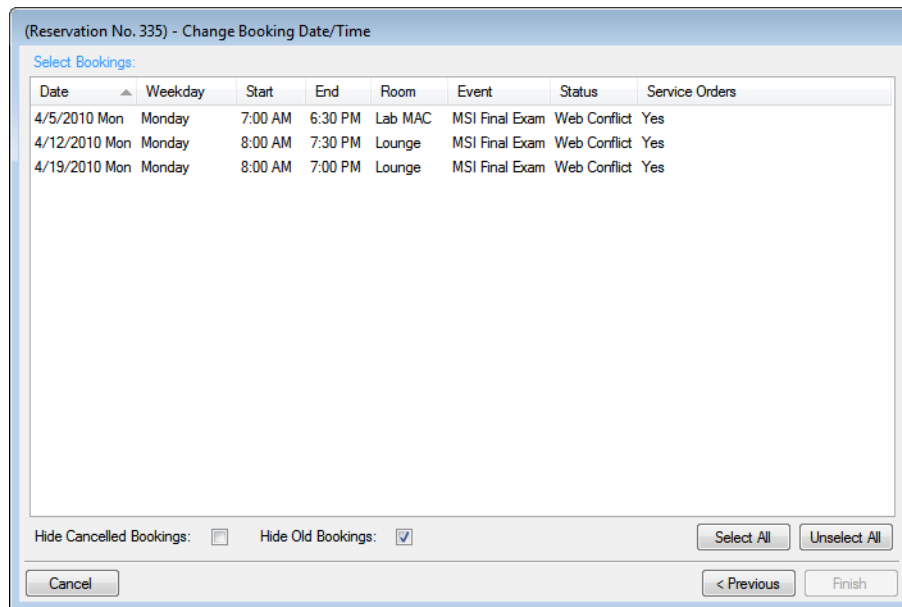 (Reservation No. 335) - Change Booking Date/Time
Select Bookings:
Date Weekday Start End Room Event Status Service Orders
4/5/2010 Mon Monday 7:00 AM 6:30 PM Lab MAC MSI Final Exam Web Conflict Yes
4/12/2010 Mon Monday 8:00 AM 7:30 PM Lounge MSI Final Exam Web Conflict Yes
4/19/2010 Mon Monday 8:00 AM 7:00 PM Lounge MSI Final Exam Web Conflict Yes
Hide Cancelled Bookings: Hide Old Bookings: Select All Unselect All
Cancel < Previous Finish